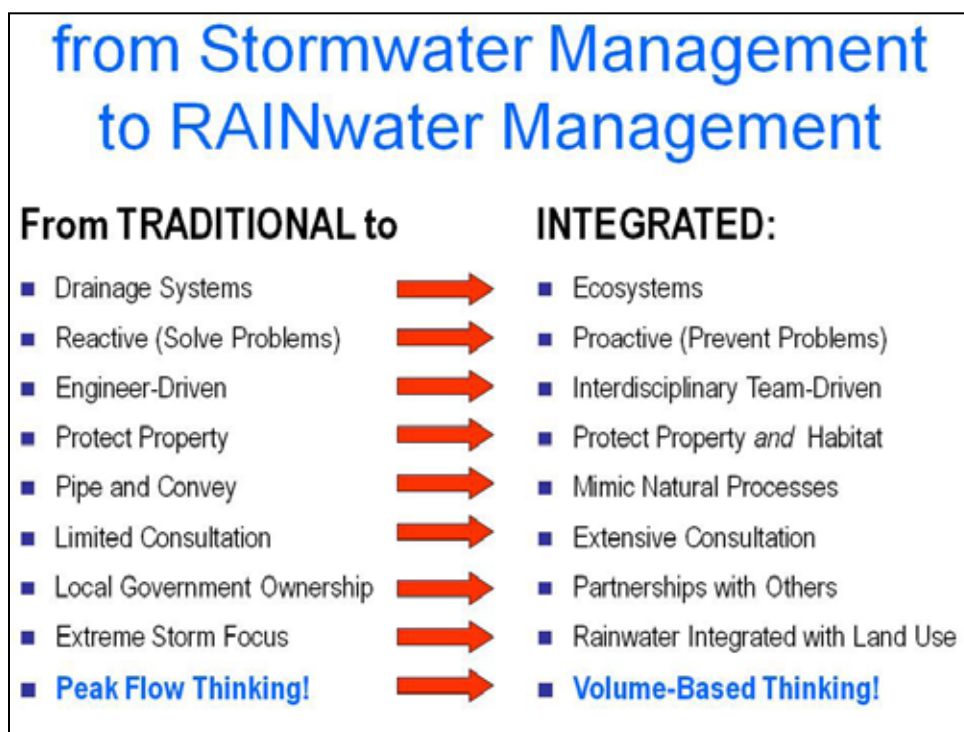 from Stormwater Management
to RAINwater Management
From TRADITIONAL to INTEGRATED:
Drainage Systems Ecosystems
Reactive (Solve Problems) Proactive (Prevent Problems)
Engineer-Driven Interdisciplinary Team-Driven
Protect Property Protect Property and Habitat
Pipe and Convey Mimic Natural Processes
Limited Consultation Extensive Consultation
Local Government Ownership Partnerships with Others
Extreme Storm Focus Rainwater Integrated with Land Use
Peak Flow Thinking! Volume-Based Thinking!